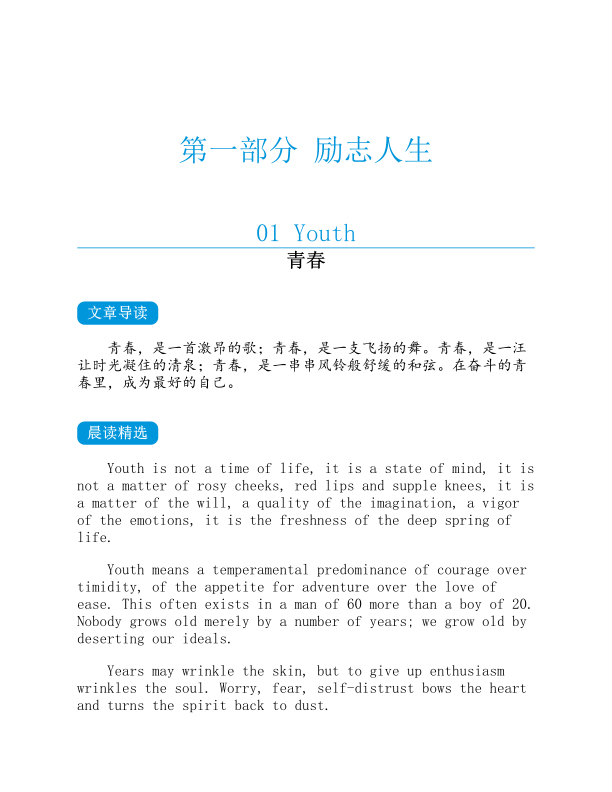 第一部分 励志人生
01 Youth
青春
文章导读
青春，是一首激昂的歌；青春，是一支飞扬的舞。青春，是一汪
让时光凝住的清泉；青春，是一串串风铃般舒缓的和弦。在奋斗的青
春里，成为最好的自己。
晨读精选
Youth is not a time of life, it is a state of mind, it is
not a matter of rosy cheeks, red lips and supple knees, it is
a matter of the will, a quality of the imagination, a vigor
of the emotions, it is the freshness of the deep spring of
life.
Youth means a temperamental predominance of courage over
timidity, of the appetite for adventure over the love of
ease. This often exists in a man of 60 more than a boy of 20.
Nobody grows old merely by a number of years; we grow old by
deserting our ideals.
Years may wrinkle the skin, but to give up enthusiasm
wrinkles the soul. Worry, fear, self-distrust bows the heart
and turns the spirit back to dust.